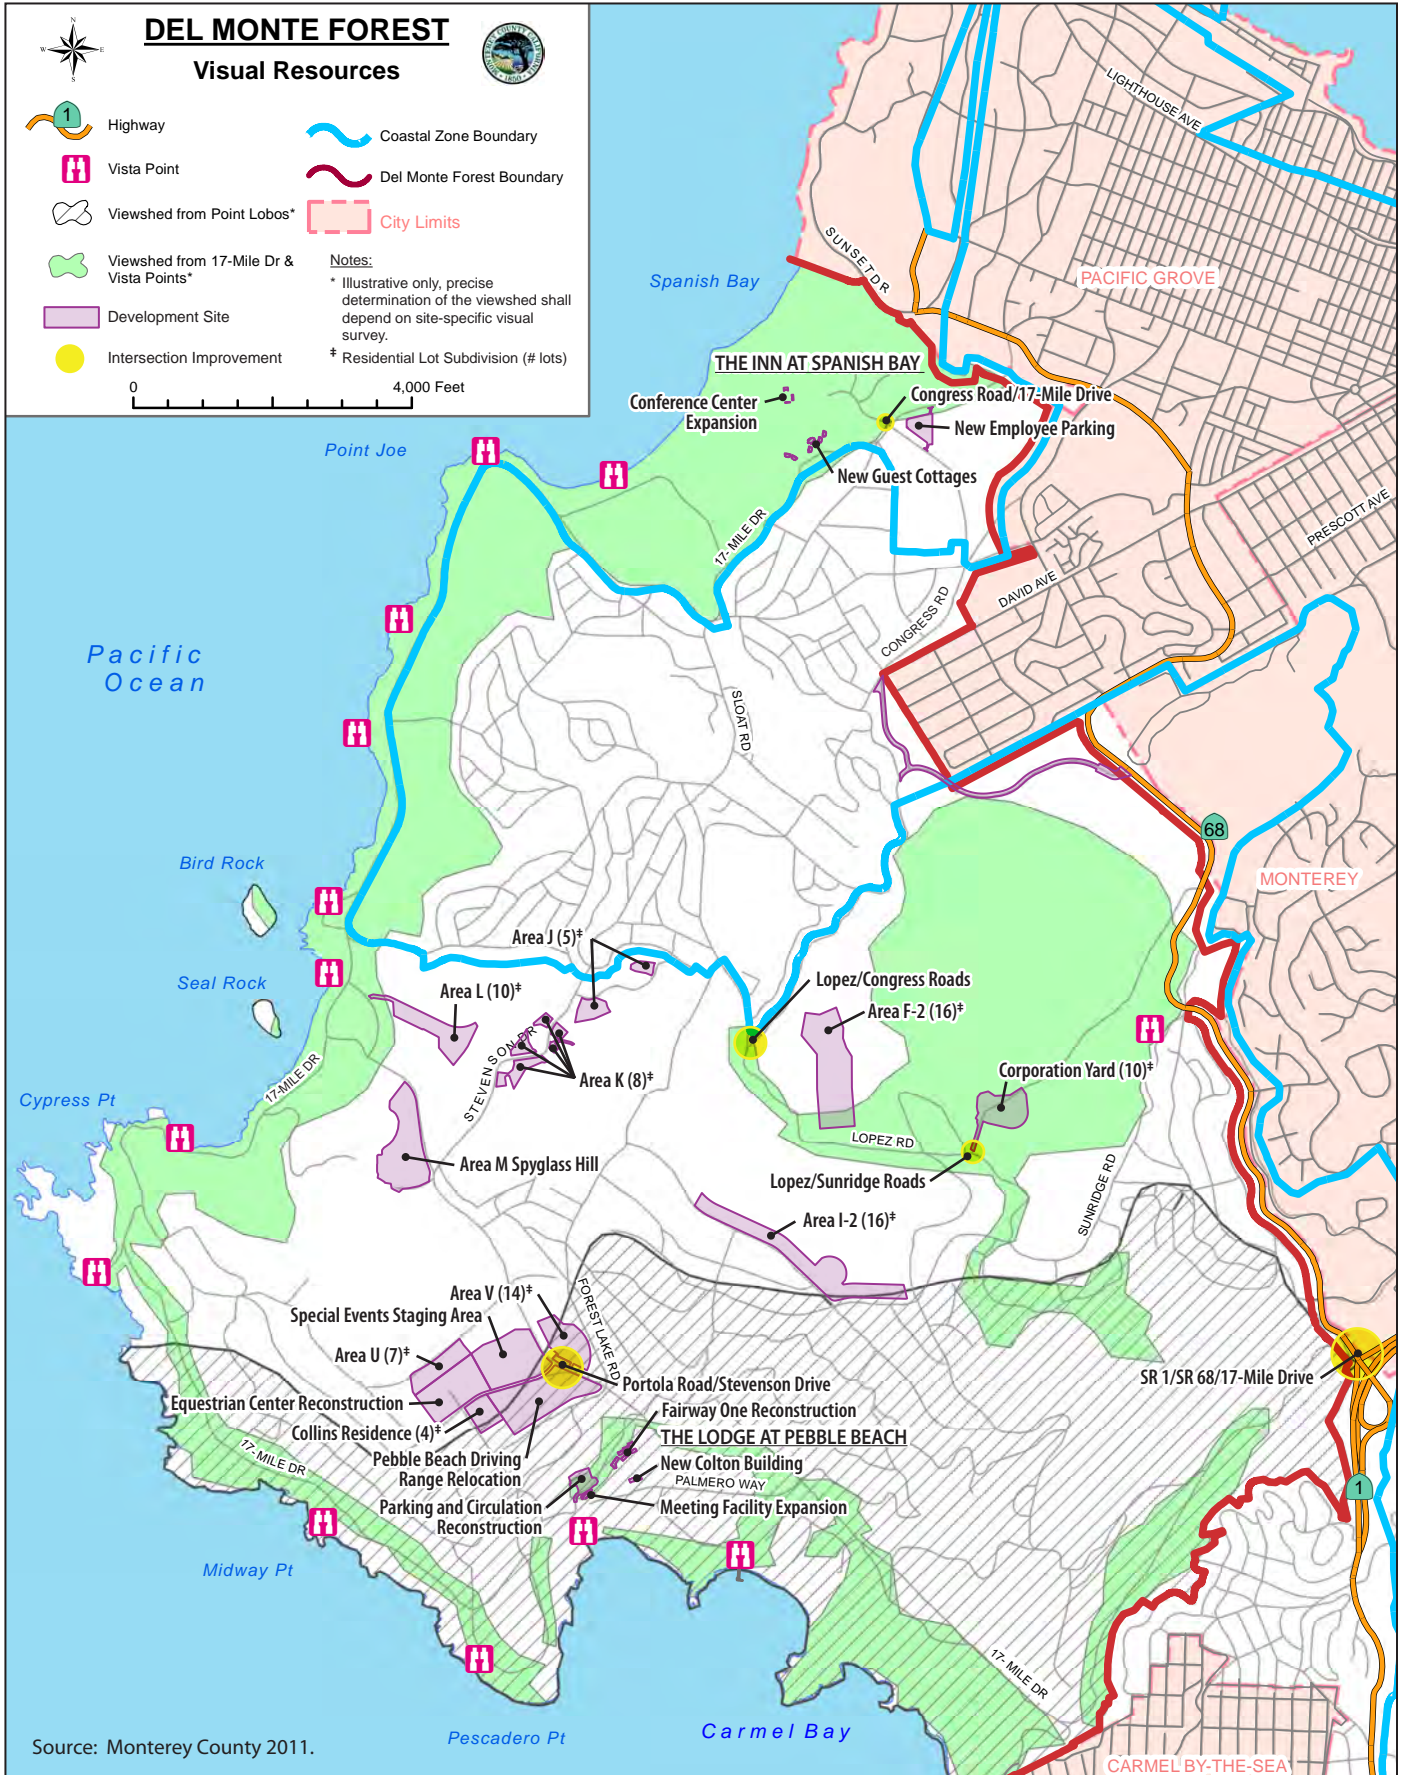 DEL MONTE FOREST
Visual Resources
N
W
E
S
MONTEREY COUNTY CALIFORNIA
1850
1
Highway
Vista Point
Viewshed from Point Lobos*
Viewshed from 17-Mile Dr &
Vista Points*
Development Site
Intersection Improvement
Coastal Zone Boundary
Del Monte Forest Boundary
City Limits
Notes:
* Illustrative only, precise
determination of the viewshed shall
depend on site-specific visual
survey.
‡ Residential Lot Subdivision (# lots)
0
4,000 Feet
LIGHTHOUSE AVE
SUNSET DR
Spanish Bay
PACIFIC GROVE
THE INN AT SPANISH BAY
Conference Center
Expansion
Congress Road/17-Mile Drive
New Employee Parking
New Guest Cottages
Point Joe
PRESCOTT AVE
17- MILE DR
DAVID AVE
CONGRESS RD
Pacific
Ocean
SLOAT RD
68
MONTEREY
Bird Rock
Area J (5)‡
Seal Rock
Area L (10)‡
Lopez/Congress Roads
Area F-2 (16)‡
STEVENSON DR
Area K (8)‡
Corporation Yard (10)‡
17-MILE DR
Cypress Pt
LOPEZ RD
Area M Spyglass Hill
Lopez/Sunridge Roads
SUNRIDGE RD
Area I-2 (16)‡
Area V (14)‡
FOREST LAKE RD
Special Events Staging Area
Area U (7)‡
Portola Road/Stevenson Drive
SR 1/SR 68/17-Mile Drive
Equestrian Center Reconstruction
Fairway One Reconstruction
Collins Residence (4)‡
THE LODGE AT PEBBLE BEACH
17- MILE DR
Pebble Beach Driving
Range Relocation
New Colton Building
PALMERO WAY
1
Parking and Circulation
Reconstruction
Meeting Facility Expansion
Midway Pt
17- MILE DR
Pescadero Pt
Carmel Bay
Source: Monterey County 2011.
CARMEL BY-THE-SEA